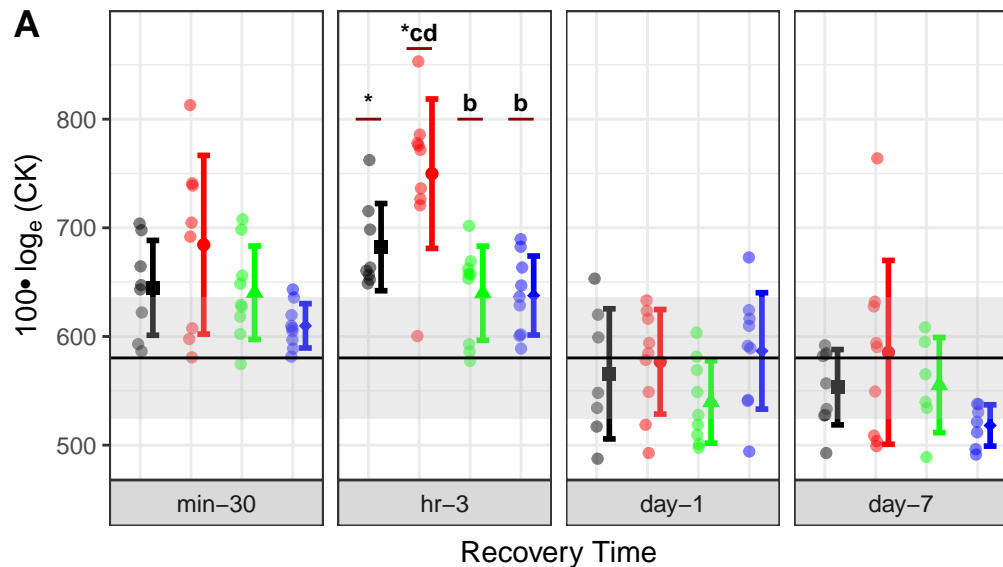 A
*cd
*
b
b
800
700
600
500
100• logₑ (CK)
min−30
hr−3
day−1
day−7
Recovery Time